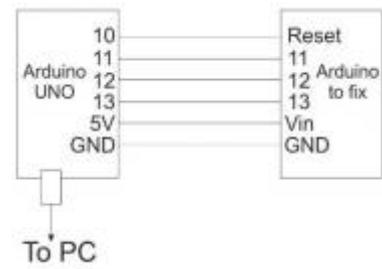 10
11
12
13
5V
GND
Arduino
UNO
Reset
11
12
13
Vin
GND
Arduino
to fix
To PC